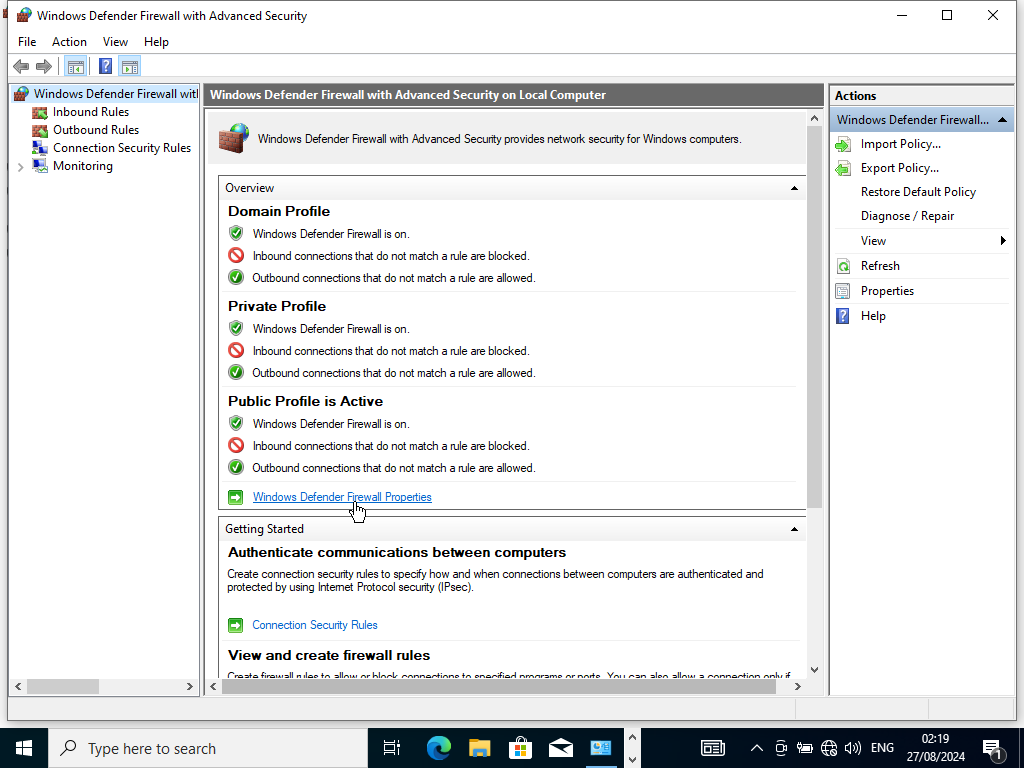 Windows Defender Firewall with Advanced Security
File Action View Help
Windows Defender Firewall wit
Inbound Rules
Outbound Rules
Connection Security Rules
Monitoring
Windows Defender Firewall with Advanced Security on Local Computer
Windows Defender Firewall with Advanced Security provides network security for Windows computers.
Overview
Domain Profile
Windows Defender Firewall is on.
Inbound connections that do not match a rule are blocked.
Outbound connections that do not match a rule are allowed.
Private Profile
Windows Defender Firewall is on.
Inbound connections that do not match a rule are blocked.
Outbound connections that do not match a rule are allowed.
Public Profile is Active
Windows Defender Firewall is on.
Inbound connections that do not match a rule are blocked.
Outbound connections that do not match a rule are allowed.
Windows Defender Firewall Properties
Getting Started
Authenticate communications between computers
Create connection security rules to specify how and when connections between computers are authenticated and
protected by using Internet Protocol security (IPsec).
Connection Security Rules
View and create firewall rules
Create firewall rules to allow or block connections to specified programs or ports. You can also allow a connection only if
Actions
Windows Defender Firewall...
Import Policy...
Export Policy...
Restore Default Policy
Diagnose / Repair
View
Refresh
Properties
Help
Type here to search
ENG
02:19
27/08/2024
1